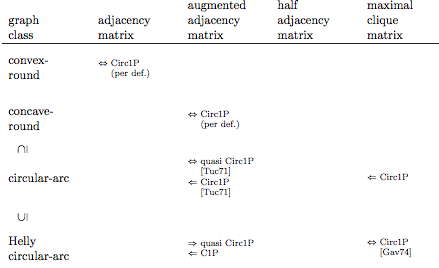 graph class adjacency matrix augmented adjacency matrix half adjacency matrix maximal clique matrix
convex-round ⇔ Circ1P (per def.)
concave-round ⇔ Circ1P (per def.)
∩|
circular-arc ⇔ quasi Circ1P [Tuc71] ⇐ Circ1P [Tuc71] ⇐ Circ1P
∪|
Helly circular-arc ⇒ quasi Circ1P ⇐ C1P ⇔ Circ1P [Gav74]